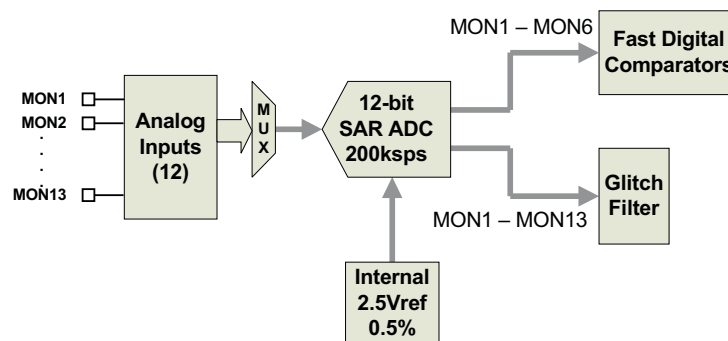 MON1
MON2
.
.
.
.
MON13
Analog
Inputs
(12)
MUX
12-bit
SAR ADC
200ksps
Internal
2.5Vref
0.5%
MON1 – MON6
Fast Digital
Comparators
MON1 – MON13
Glitch
Filter